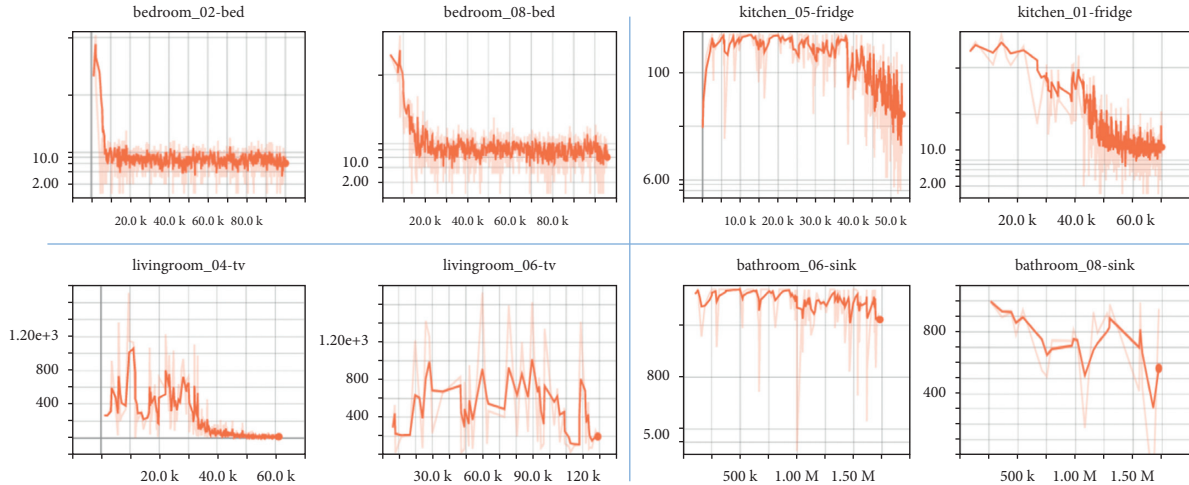 bedroom_02-bed
10.0
2.00
20.0 k 40.0 k 60.0 k 80.0 k
bedroom_08-bed
10.0
2.00
20.0 k 40.0 k 60.0 k 80.0 k
kitchen_05-fridge
100
6.00
10.0 k 20.0 k 30.0 k 40.0 k 50.0 k
kitchen_01-fridge
10.0
2.00
20.0 k 40.0 k 60.0 k
livingroom_04-tv
1.20e+3
800
400
20.0 k 40.0 k 60.0 k
livingroom_06-tv
1.20e+3
800
400
30.0 k 60.0 k 90.0 k 120 k
bathroom_06-sink
800
5.00
500 k 1.00 M 1.50 M
bathroom_08-sink
800
400
500 k 1.00 M 1.50 M